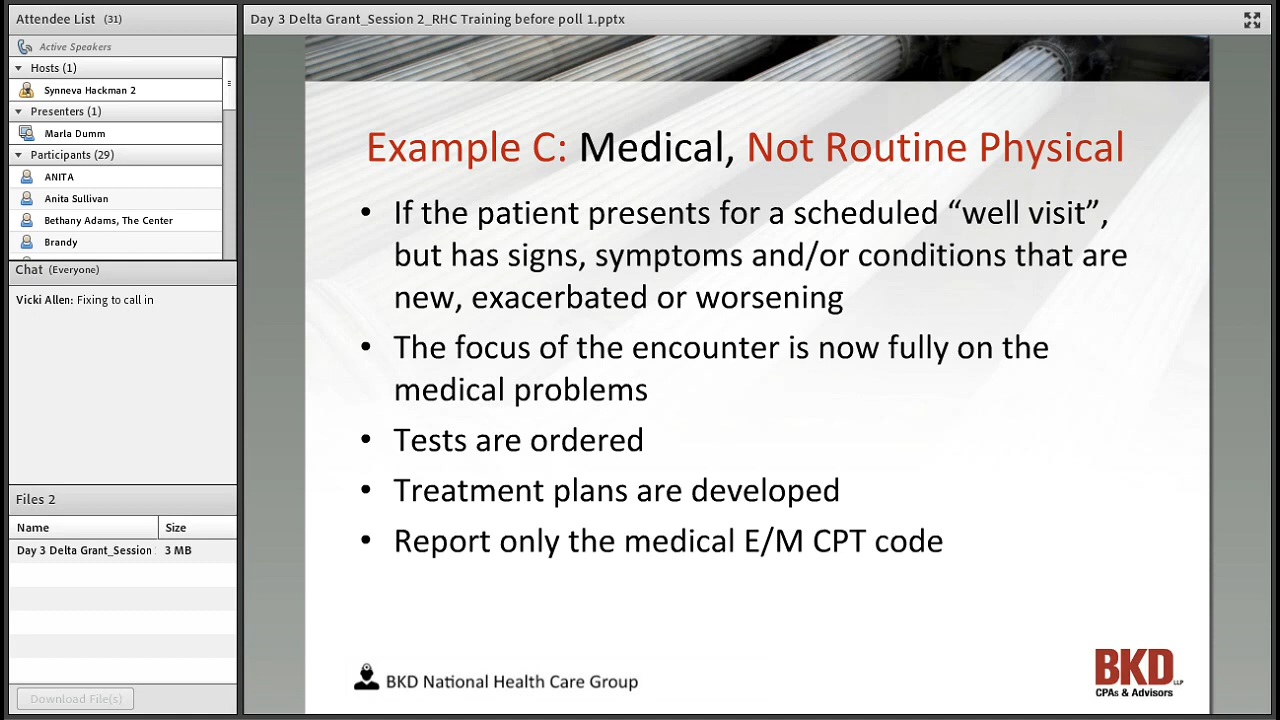 Attendee List (31)
Active Speakers
Hosts (1)
Synneva Hackman 2
Presenters (1)
Marla Dumm
Participants (29)
ANITA
Anita Sullivan
Bethany Adams, The Center
Brandy
Chat (Everyone)
Vicki Allen: Fixing to call in
Files 2
Name Size
Day 3 Delta Grant_Session 3 MB
Download File(s)
Day 3 Delta Grant_Session 2_RHC Training before poll 1.pptx
Example C: Medical, Not Routine Physical
• If the patient presents for a scheduled “well visit”,
but has signs, symptoms and/or conditions that are
new, exacerbated or worsening
• The focus of the encounter is now fully on the
medical problems
• Tests are ordered
• Treatment plans are developed
• Report only the medical E/M CPT code
BKD National Health Care Group
BKD LLP
CPAs & Advisors